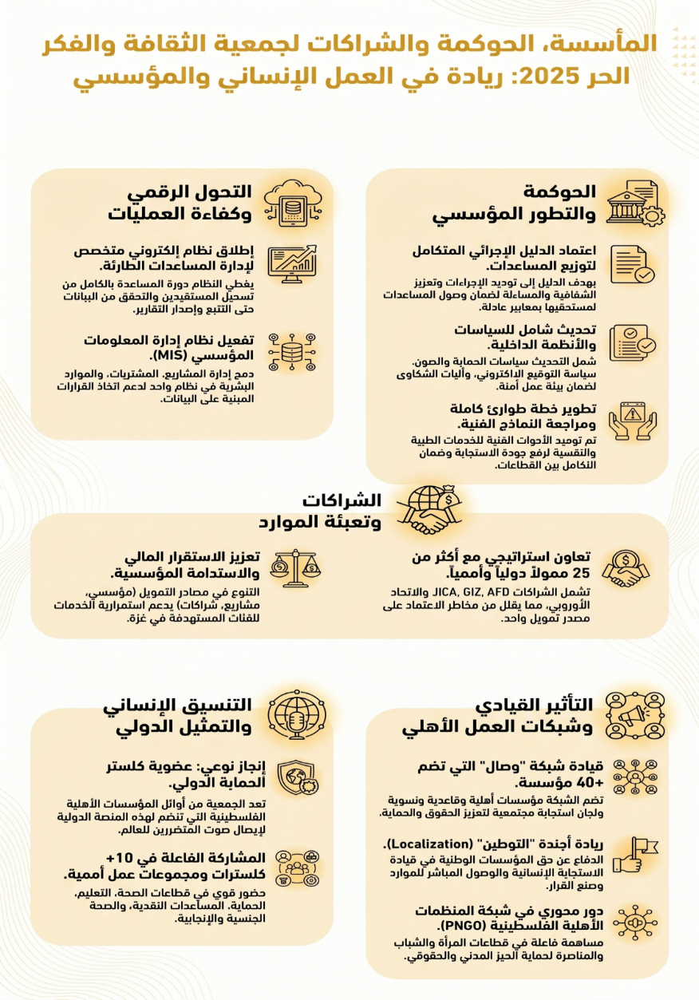 المأسسة، الحوكمة والشراكات لجمعية الثقافة والفكر
الحر 2025: ريادة في العمل الإنساني والمؤسسي
الحوكمة
والتطور المؤسسي
اعتماد الدليل الإجرائي المتكامل
لتوزيع المساعدات.
بهدف الدليل إلى توديد الإجراءات وتعزيز
الشفافية والمساءلة لضمان وصول المساعدات
لمستحقيها بمعايير عادلة.
تحديث شامل للسياسات
والأنظمة الداخلية.
شمل التحديث سياسات الحماية والصون.
سياسة التوقيع الإلكتروني، وآليات الشكاوى
لضمان بيئة عمل آمنة.
تطوير خطة طوارئ كاملة
ومراجعة النماذج الفنية.
تم توميد الأحوات القنية للخدمات الطبية
والتقسية لرفع جودة الاستجابة وضمان
التكامل بين القطاعات.
التحول الرقمي
وكفاءة العمليات
إطلاق نظام إلكتروني متخصص
لإدارة المساعدات الطارئة.
يغطي النظام دورة المساعدة بالكامل من
تسجيل المستفيدين والتحقق من البيانات
حتى التتبع وإصدار التقارير.
تفعيل نظام إدارة المعلومات
المؤسسي (MIS).
دمج إدارة المشاريع. المشتريات، والموارد
البشرية في نظام واحد لدعم اتخاذ القرارات
المبنية على البيانات.
الشراكات
وتعبئة الموارد
تعاون استراتيجي مع أكثر من
25 ممولاً دولياً وأممياً.
تشمل الشراكات JICA, GIZ, AFD والاتحاد
الأوروبي، مما يقلل من مخاطر الاعتماد على
مصدر تمويل واحد.
تعزيز الاستقرار المالي
والاستدامة المؤسسية.
التنوع في مصادر التمويل (مؤسسي،
مشاريع، شراكات) يدعم استمرارية الخدمات
للفئات المستهدفة في غزة.
التأثير القيادي
وشبكات العمل الأهلي
قيادة شبكة "وصال" التي تضم
+40 مؤسسة.
تضم الشبكة مؤسسات أهلية وقاعدية ونسوية
ولجان استجابة مجتمعية لتعزيز الحقوق والحماية.
ريادة أجندة "التوطين" (Localization).
الدفاع عن حق المؤسسات الوطنية في قيادة
الاستجابة الإنسانية والوصول المباشر للموارد
وصنع القرار.
دور محوري في شبكة المنظمات
الأهلية الفلسطينية (PNGO).
مساهمة فاعلة في قطاعات المرأة والشباب
والمناصرة لحماية الحيز المدني والحقوقي.
التنسيق الإنساني
والتمثيل الدولي
إنجاز نوعي: عضوية كلستر
الحماية الدولي.
تعد الجمعية من أوائل المؤسسات الأهلية
الفلسطينية التي تنضم لهذه المنصة الدولية
لإيصال صوت المتضررين للعالم.
المشاركة الفاعلة في 10+
كلسترات ومجموعات عمل أممية.
حضور قوي في قطاعات الصحة، التعليم،
الحماية. المساعدات النقدية، والصحة
الجنسية والإنجابية.